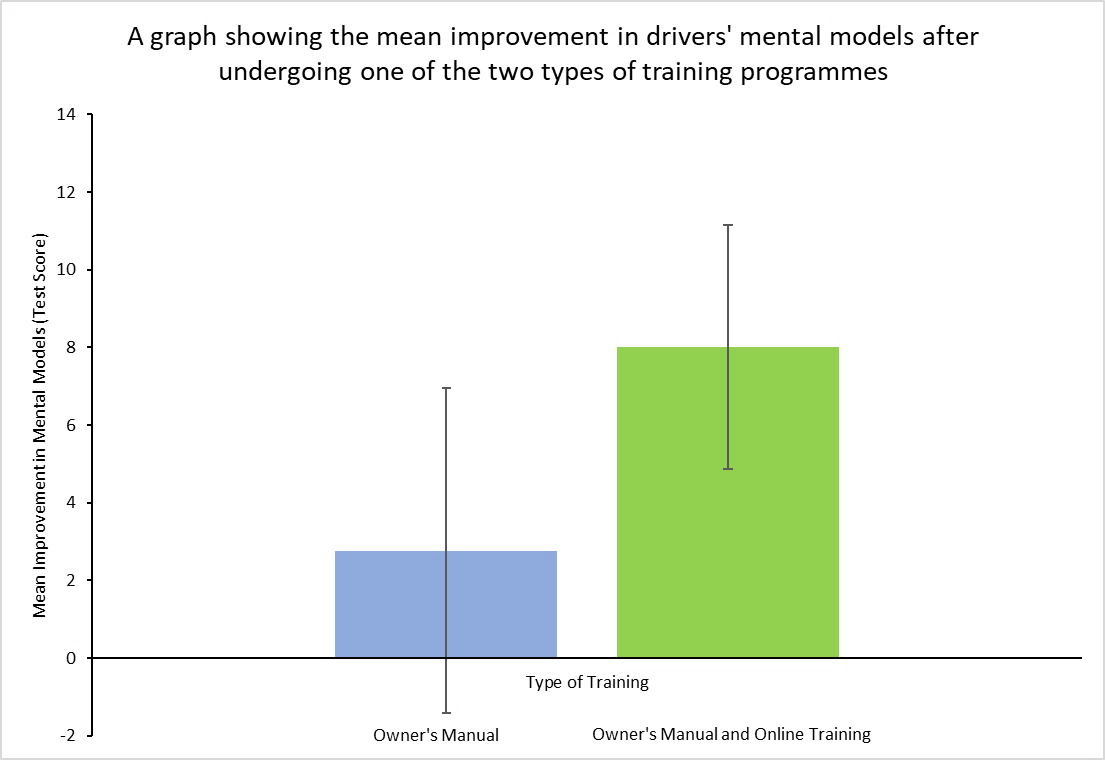 A graph showing the mean improvement in drivers' mental models after
undergoing one of the two types of training programmes
Mean Improvement in Mental Models (Test Score)
14
12
10
8
6
4
2
0
-2
Type of Training
Owner's Manual
Owner's Manual and Online Training